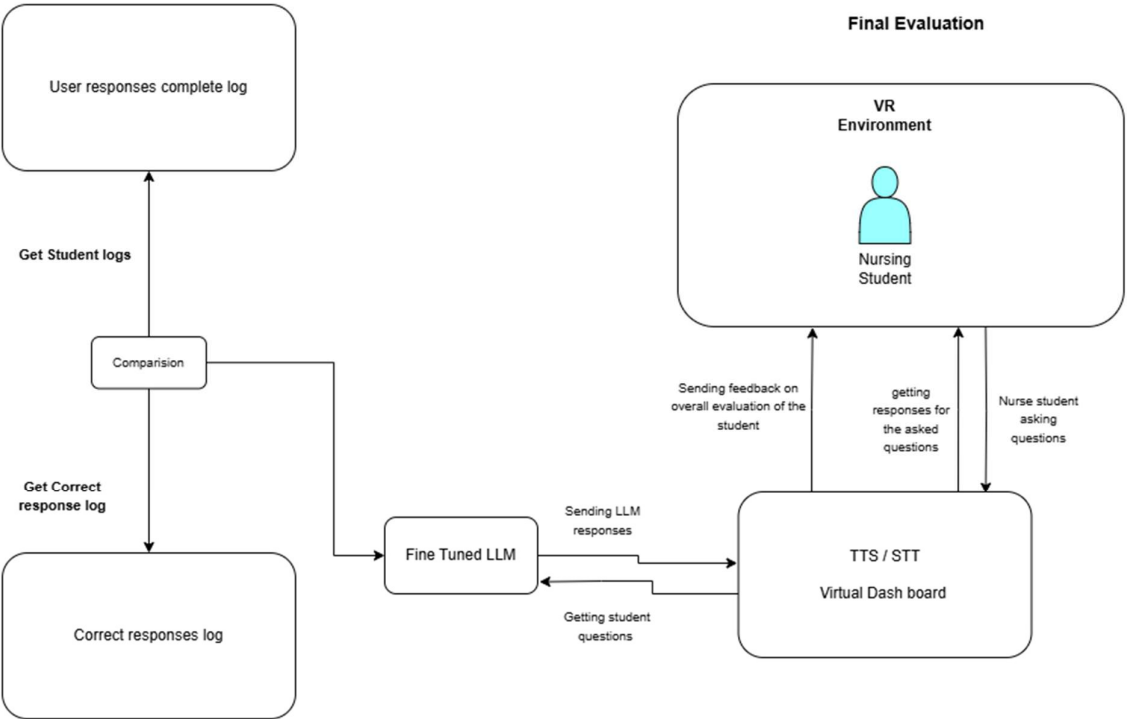 Final Evaluation
User responses complete log
VR
Environment
Nursing
Student
Get Student logs
Comparision
Sending feedback on
overall evaluation of the
student
getting
responses for
the asked
questions
Nurse student
asking
questions
Get Correct
response log
Sending LLM
responses
Fine Tuned LLM
TTS / STT
Virtual Dash board
Getting student
questions
Correct responses log